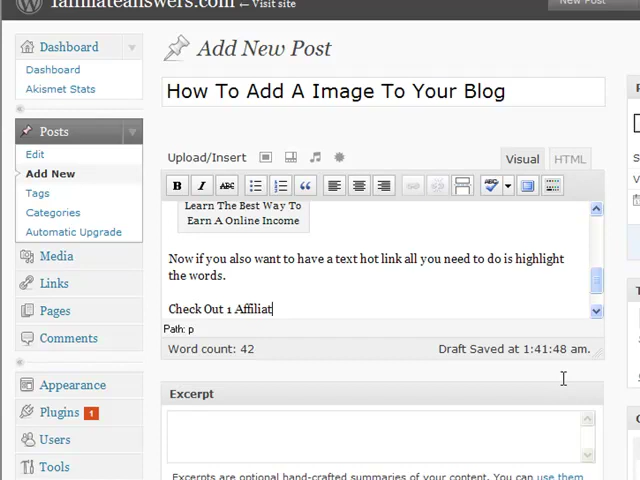 1affiliateanswers.com ← Visit site
New Post
Dashboard
Dashboard
Akismet Stats
Posts
Edit
Add New
Tags
Categories
Automatic Upgrade
Media
Links
Pages
Comments
Appearance
Plugins 1
Users
Tools
Add New Post
How To Add A Image To Your Blog
Upload/Insert
Visual
HTML
B I ABC ABC
Learn The Best Way To
Earn A Online Income
Now if you also want to have a text hot link all you need to do is highlight
the words.
Check Out 1 Affiliat
Path: p
Word count: 42
Draft Saved at 1:41:48 am.
Excerpt
Excerpts are optional hand-crafted summaries of your content. You can use them